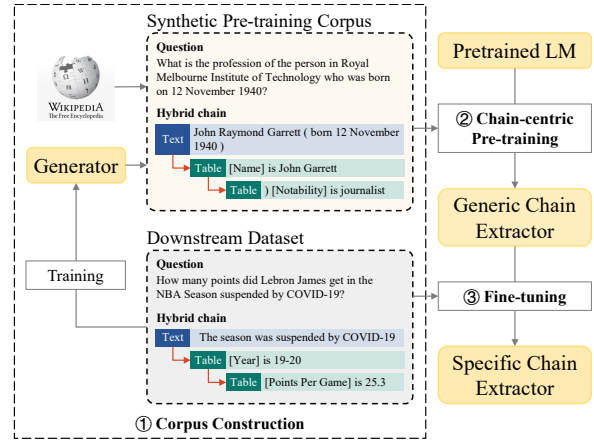 Synthetic Pre-training Corpus
Question
What is the profession of the person in Royal
Melbourne Institute of Technology who was born
on 12 November 1940?
Hybrid chain
Text John Raymond Garrett ( born 12 November
1940 )
Table [Name] is John Garrett
Table ) [Notability] is journalist
WIKIPEDIA
The Free Encyclopedia
Generator
Training
Downstream Dataset
Question
How many points did Lebron James get in the
NBA Season suspended by COVID-19?
Hybrid chain
Text The season was suspended by COVID-19
Table [Year] is 19-20
Table [Points Per Game] is 25.3
① Corpus Construction
Pretrained LM
② Chain-centric
Pre-training
Generic Chain
Extractor
③ Fine-tuning
Specific Chain
Extractor